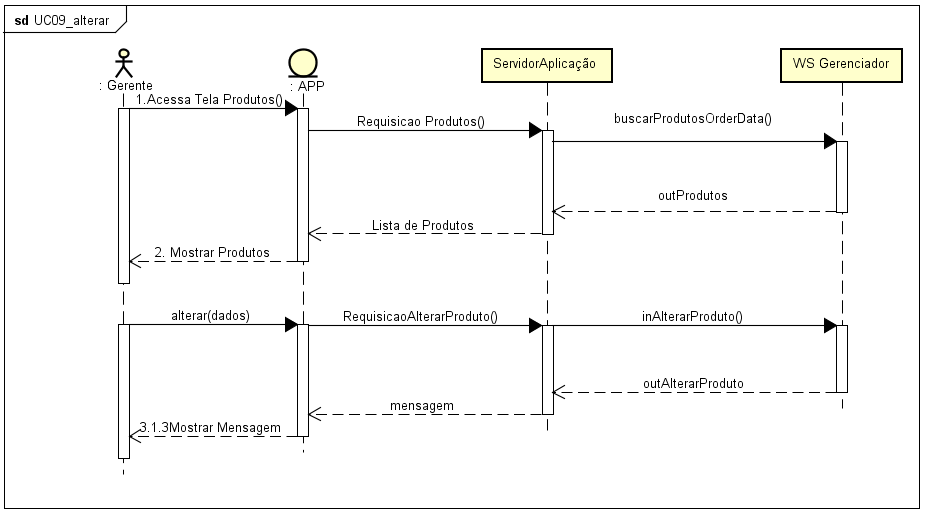 sd UC09_alterar
: Gerente
: APP
ServidorAplicação
WS Gerenciador
1.Acessa Tela Produtos()
Requisicao Produtos()
buscarProdutosOrderData()
outProdutos
Lista de Produtos
2. Mostrar Produtos
alterar(dados)
RequisicaoAlterarProduto()
inAlterarProduto()
outAlterarProduto
mensagem
3.1.3Mostrar Mensagem